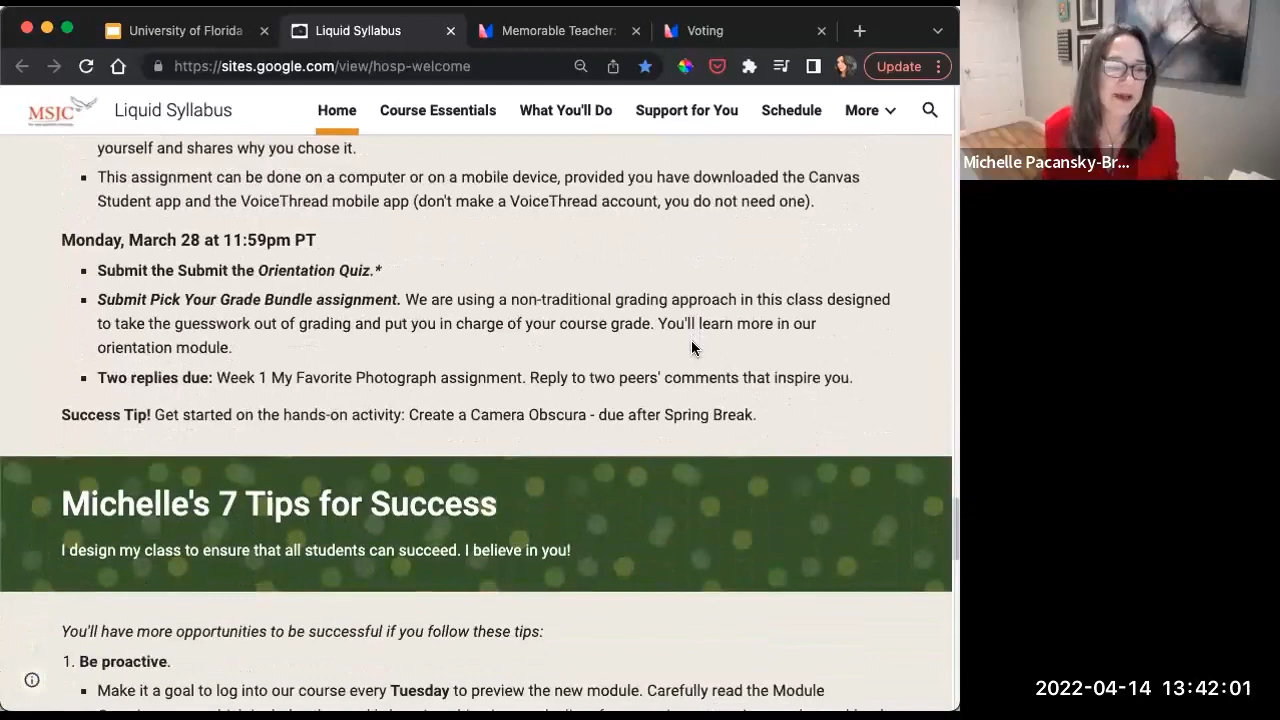 University of Florida
Liquid Syllabus
Memorable Teacher
Voting
https://sites.google.com/view/hosp-welcome
Update
MSJC
Liquid Syllabus
Home
Course Essentials
What You'll Do
Support for You
Schedule
More
Michelle Pacansky-Br...
yourself and shares why you chose it.
▪ This assignment can be done on a computer or on a mobile device, provided you have downloaded the Canvas
Student app and the VoiceThread mobile app (don't make a VoiceThread account, you do not need one).
Monday, March 28 at 11:59pm PT
▪ Submit the Submit the Orientation Quiz.*
▪ Submit Pick Your Grade Bundle assignment. We are using a non-traditional grading approach in this class designed
to take the guesswork out of grading and put you in charge of your course grade. You'll learn more in our
orientation module.
▪ Two replies due: Week 1 My Favorite Photograph assignment. Reply to two peers' comments that inspire you.
Success Tip! Get started on the hands-on activity: Create a Camera Obscura - due after Spring Break.
Michelle's 7 Tips for Success
I design my class to ensure that all students can succeed. I believe in you!
You'll have more opportunities to be successful if you follow these tips:
1. Be proactive.
▪ Make it a goal to log into our course every Tuesday to preview the new module. Carefully read the Module
2022-04-14 13:42:01